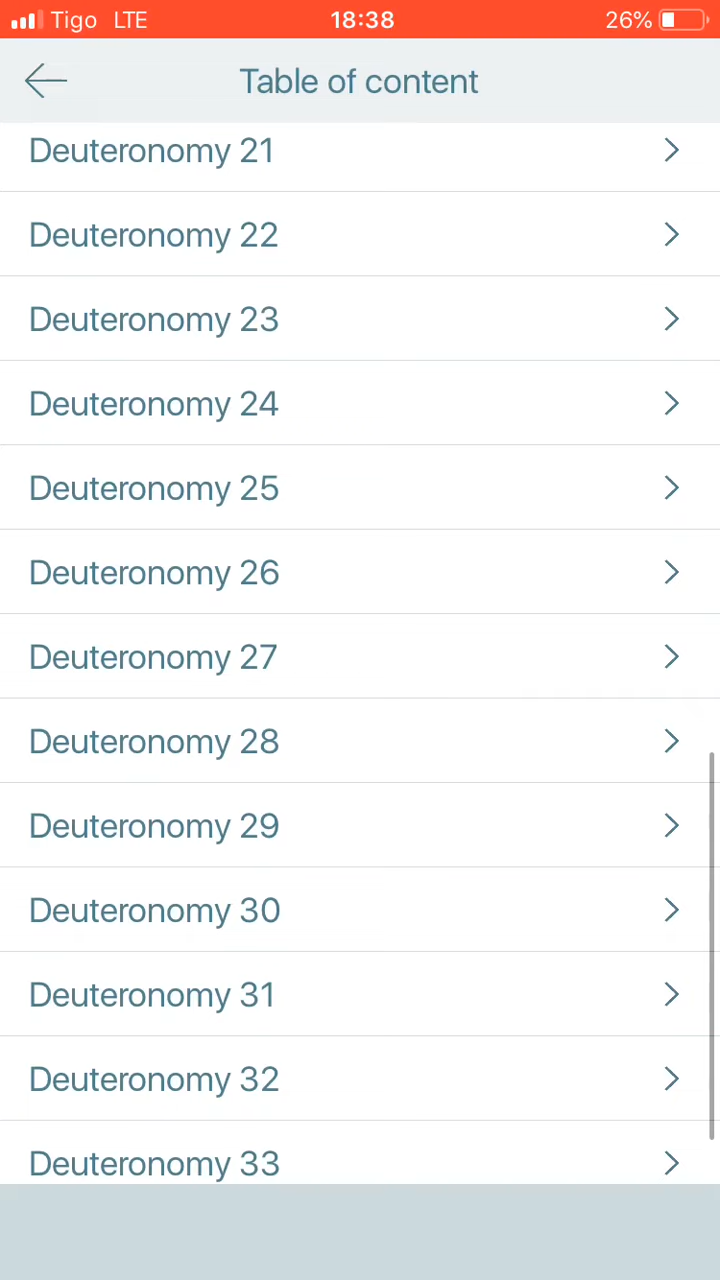 Tigo LTE 18:38 26%
Table of content
Deuteronomy 21
Deuteronomy 22
Deuteronomy 23
Deuteronomy 24
Deuteronomy 25
Deuteronomy 26
Deuteronomy 27
Deuteronomy 28
Deuteronomy 29
Deuteronomy 30
Deuteronomy 31
Deuteronomy 32
Deuteronomy 33